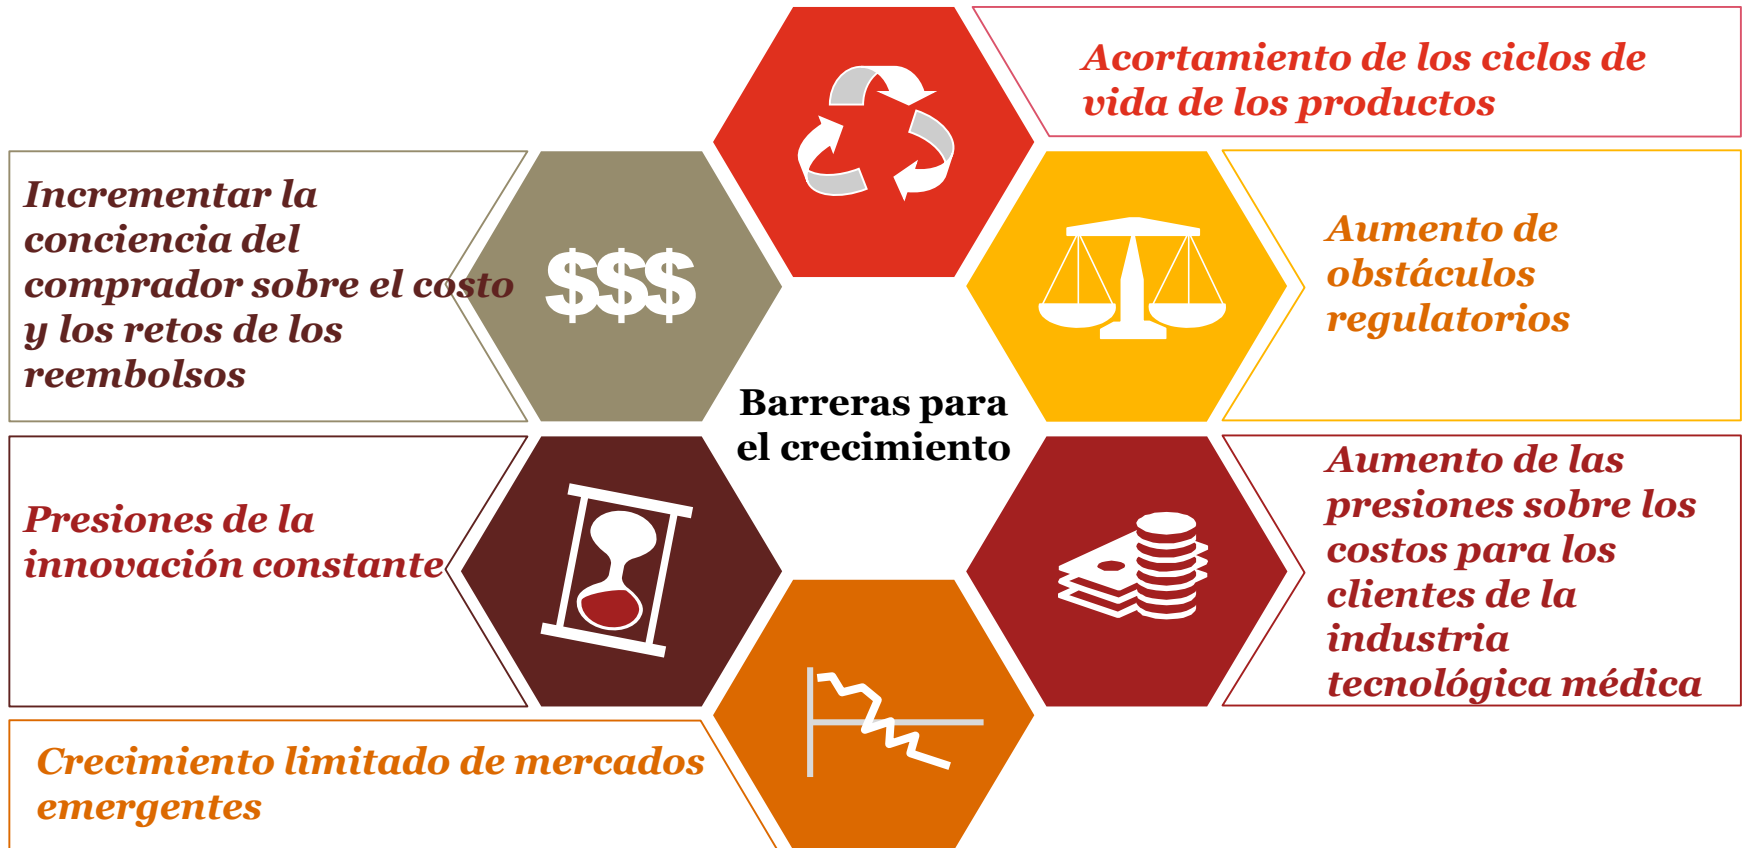 Acortamiento de los ciclos de
vida de los productos
Incrementar la
conciencia del
comprador sobre el costo
y los retos de los
reembolsos
$$$
Aumento de
obstáculos
regulatorios
Barreras para
el crecimiento
Presiones de la
innovación constante
Aumento de las
presiones sobre los
costos para los
clientes de la
industria
tecnológica médica
Crecimiento limitado de mercados
emergentes